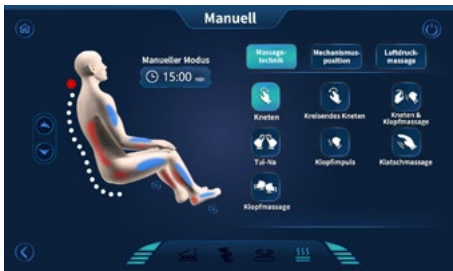 Manuell
Manueller Modus
15:00 min
Massage-
technik
Mechanismus-
position
Luftdruck-
massage
Kneten
Kreisendes Kneten
Kneten &
Klopfmassage
Tui-Na
Klopfimpuls
Klatschmassage
Klopfmassage